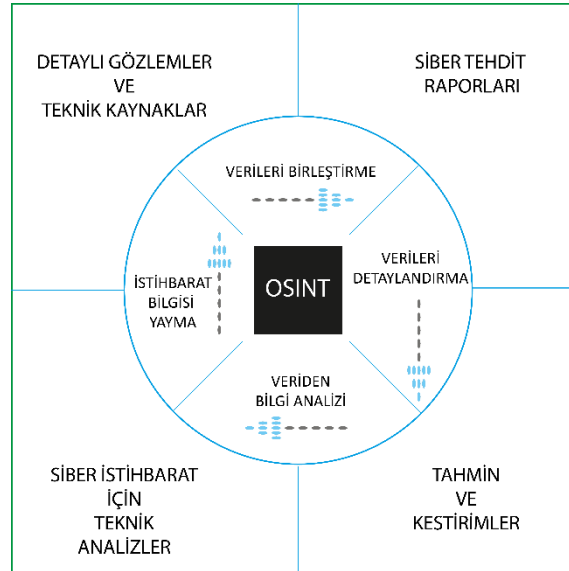 DETAYLI GÖZLEMLER
VE
TEKNİK KAYNAKLAR
SİBER TEHDİT
RAPORLARI
VERİLERİ BİRLEŞTİRME
İSTİHBARAT
BİLGİSİ
YAYMA
OSINT
VERİLERİ
DETAYLANDIRMA
VERİDEN
BİLGİ ANALİZİ
SİBER İSTİHBARAT
İÇİN
TEKNİK
ANALİZLER
TAHMİN
VE
KESTİRİMLER